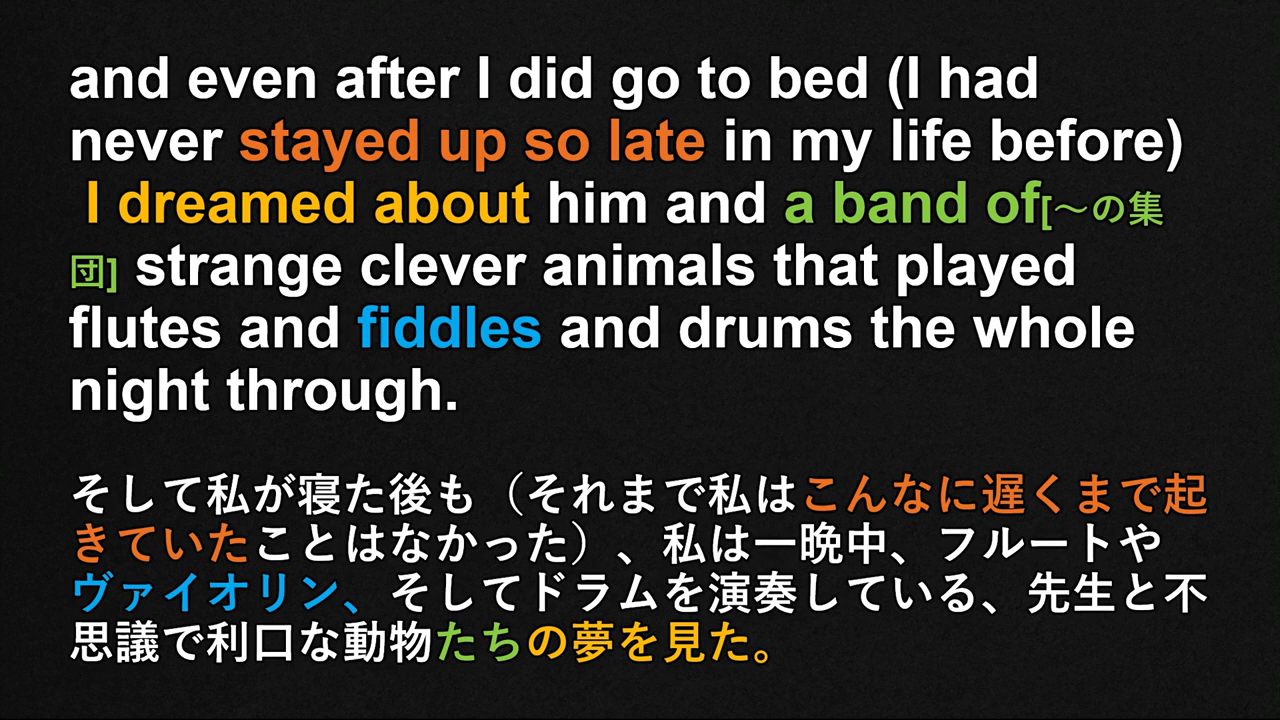 and even after I did go to bed (I had
never stayed up so late in my life before)
I dreamed about him and a band of[～の集
団] strange clever animals that played
flutes and fiddles and drums the whole
night through.
そして私が寝た後も（それまで私はこんなに遅くまで起
きていたことはなかった）、私は一晩中、フルートや
ヴァイオリン、そしてドラムを演奏している、先生と不
思議で利口な動物たちの夢を見た。